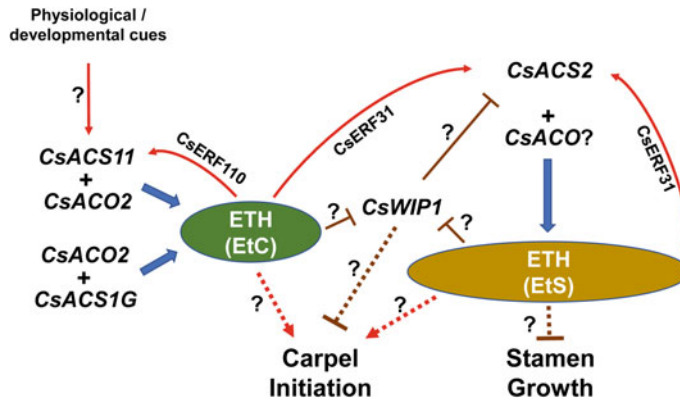 Physiological /
developmental cues
?
CsACS11
+
CsACO2
CsACO2
+
CsACS1G
CsERF110
CsERF31
ETH
(EtC)
?
CsWIP1
?
CsACS2
+
CsACO?
CsERF31
?
ETH
(EtS)
?
?
?
?
Carpel
Initiation
Stamen
Growth